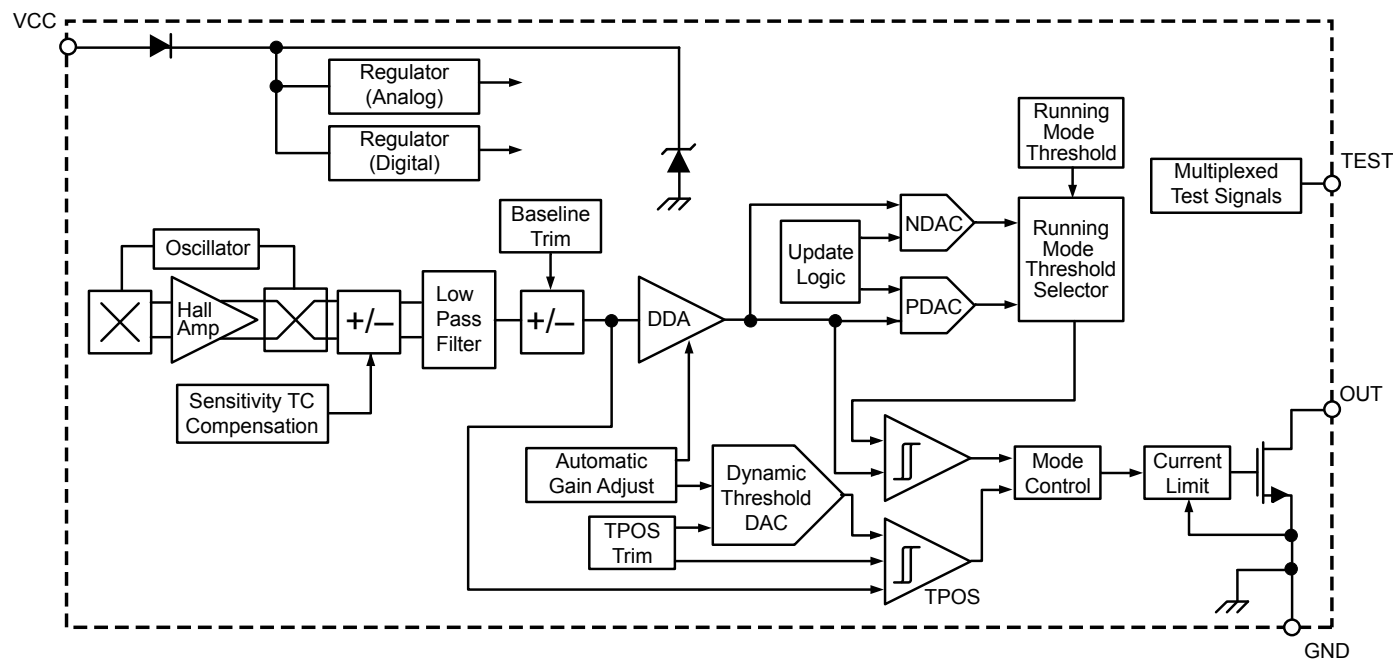 VCC
Regulator
(Analog)
Regulator
(Digital)
Running
Mode
Threshold
TEST
Multiplexed
Test Signals
Baseline
Trim
Oscillator
NDAC
Update
Logic
PDAC
Running
Mode
Threshold
Selector
Hall
Amp
+/–
Low
Pass
Filter
+/–
DDA
Sensitivity TC
Compensation
OUT
Automatic
Gain Adjust
Dynamic
Threshold
DAC
TPOS
Trim
TPOS
Mode
Control
Current
Limit
GND